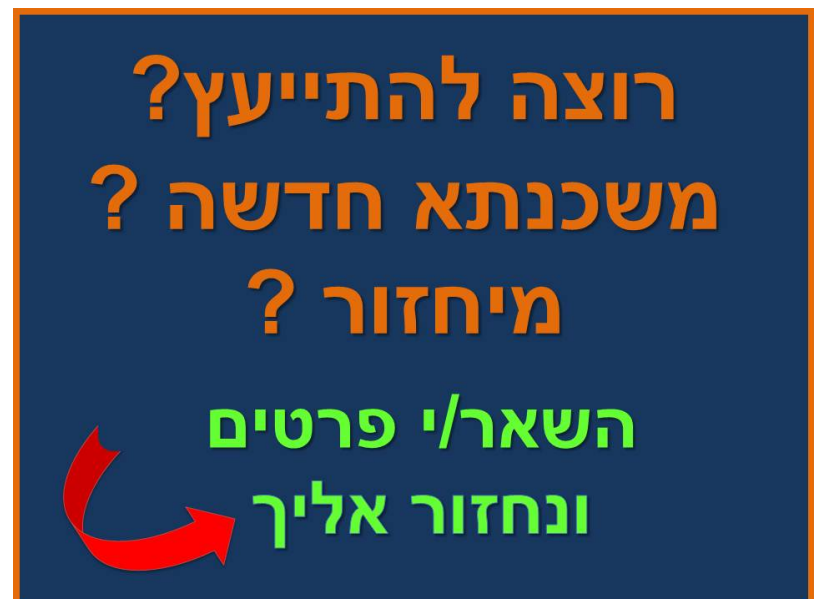 רוצה להתייעץ?
משכנתא חדשה ?
מיחזור ?
השאר/י פרטים
ונחזור אליך